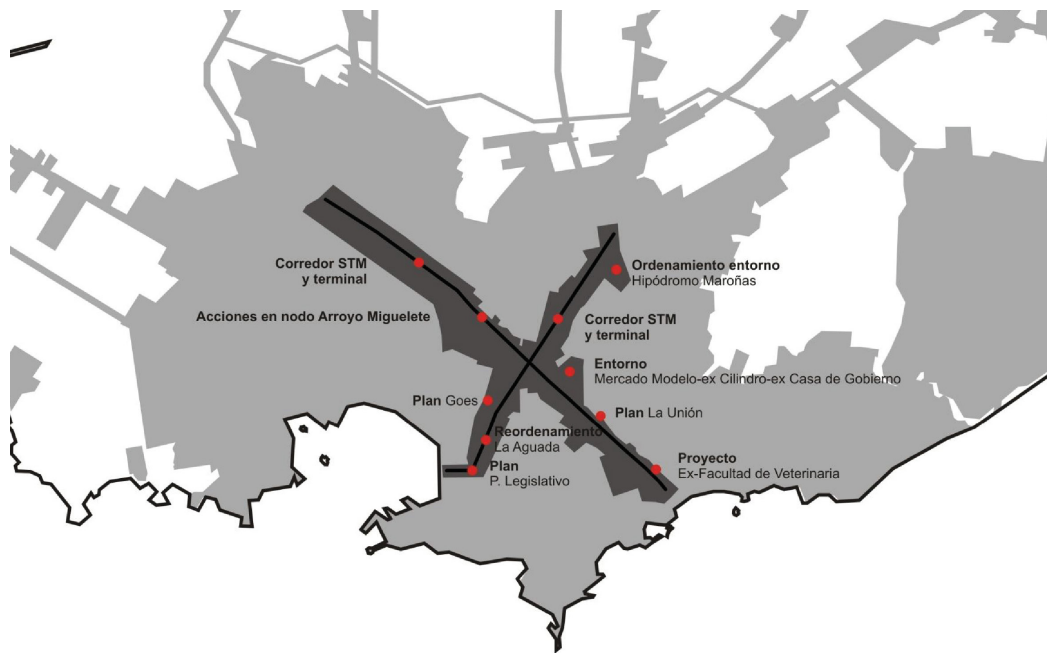 Corredor STM
y terminal
Ordenamiento entorno
Hipódromo Maroñas
Acciones en nodo Arroyo Miguelete
Corredor STM
y terminal
Entorno
Mercado Modelo-ex Cilindro-ex Casa de Gobierno
Plan Goes
Plan La Unión
Reordenamiento
La Aguada
Plan
P. Legislativo
Proyecto
Ex-Facultad de Veterinaria